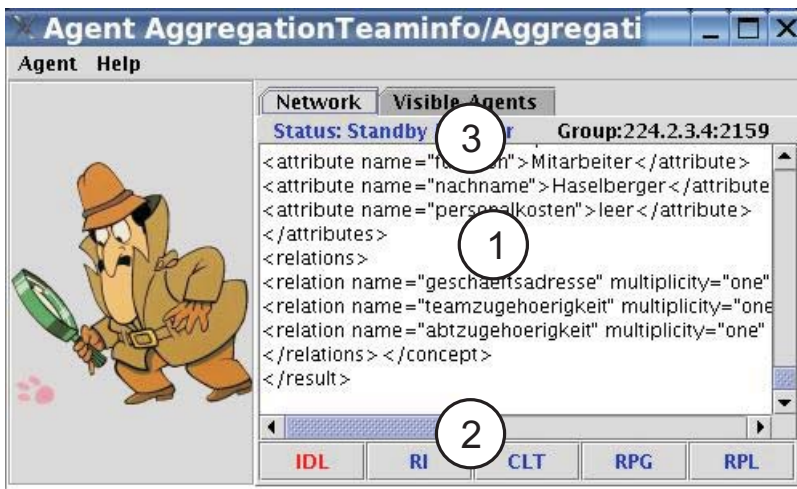 Agent AggregationTeaminfo/Aggregati
Agent Help
Network Visible Agents
Status: Standby Group:224.2.3.4:2159
3
<attribute name="">Mitarbeiter</attribute>
<attribute name="nachname">Haselberger</attribute
<attribute name="personalkosten">leer</attribute>
</attributes>
1
<relations>
<relation name="geschaeftsadresse" multiplicity="one"
<relation name="teamzugehoerigkeit" multiplicity="one
<relation name="abtzugehoerigkeit" multiplicity="one"
</relations></concept>
</result>
2
IDL RI CLT RPG RPL